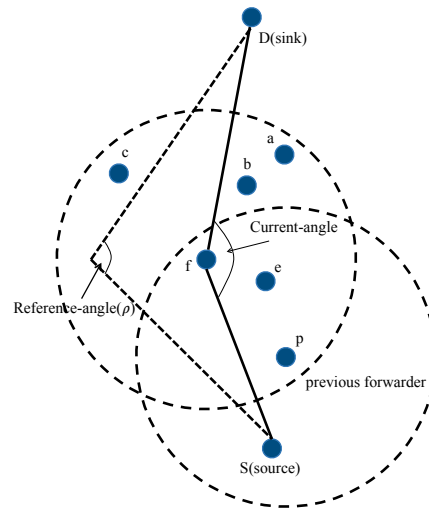 D(sink)
a
c
b
Current-angle
f
e
Reference-angle(ρ)
p
previous forwarder
S(source)